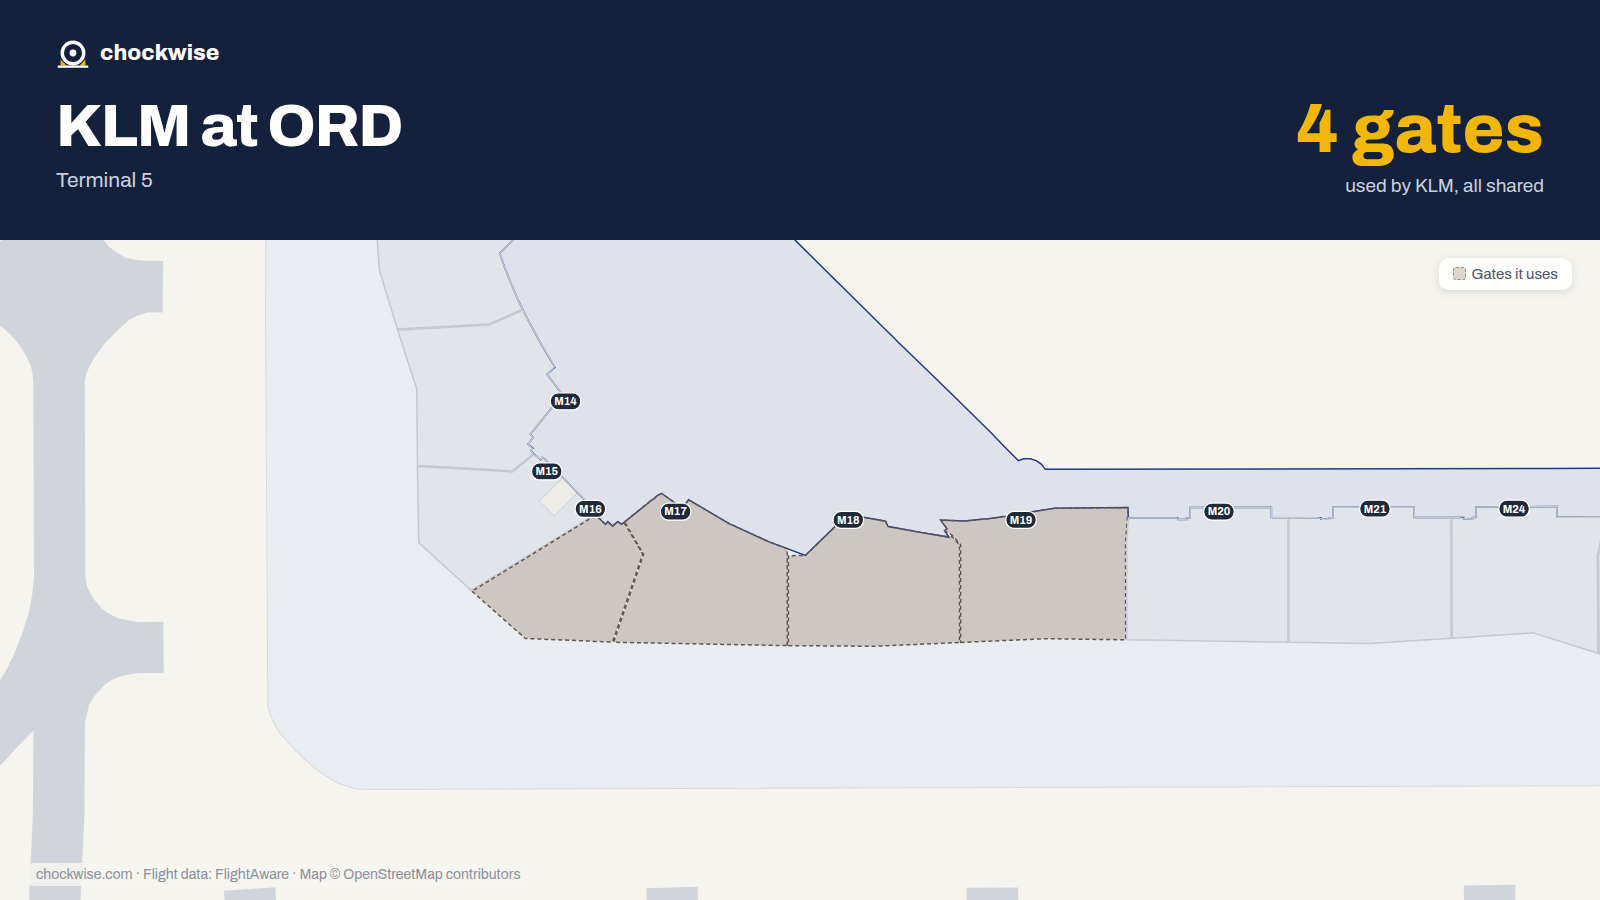 chockwise
KLM at ORD
Terminal 5
4 gates
used by KLM, all shared
Gates it uses
M14
M15
M16
M17
M18
M19
M20
M21
M24
chockwise.com · Flight data: FlightAware · Map © OpenStreetMap contributors